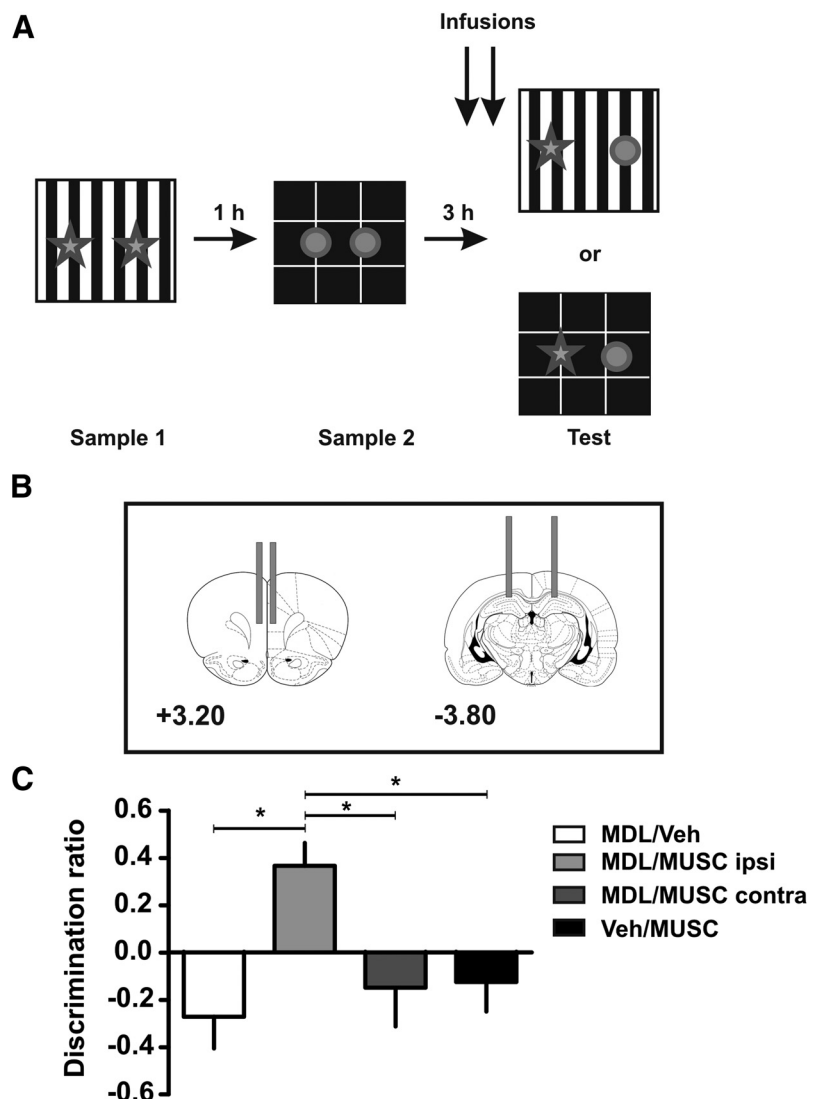 A
Infusions
1 h
3 h
or
Sample 1
Sample 2
Test
B
+3.20
-3.80
C
Discrimination ratio
0.6
0.4
0.2
0.0
-0.2
-0.4
-0.6
*
*
*
MDL/Veh
MDL/MUSC ipsi
MDL/MUSC contra
Veh/MUSC